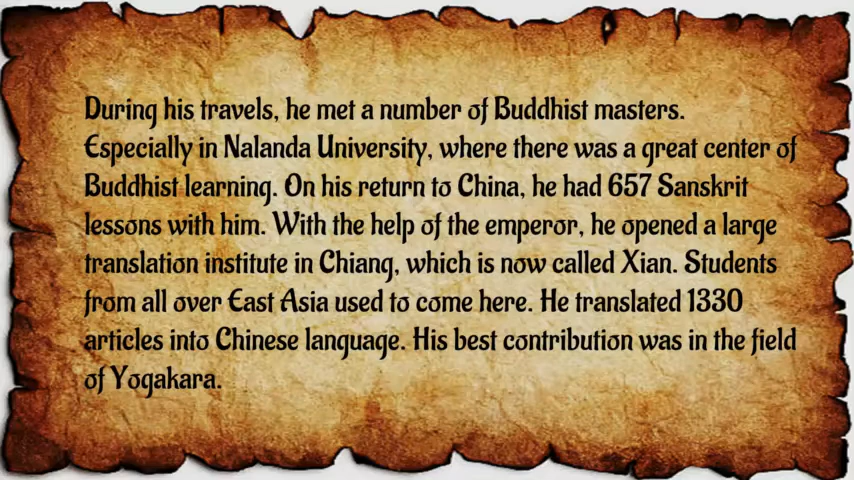 During his travels, he met a number of Buddhist masters.
Especially in Nalanda University, where there was a great center of
Buddhist learning. On his return to China, he had 657 Sanskrit
lessons with him. With the help of the emperor, he opened a large
translation institute in Chiang, which is now called Xian. Students
from all over East Asia used to come here. He translated 1330
articles into Chinese language. His best contribution was in the field
of Yogakara.